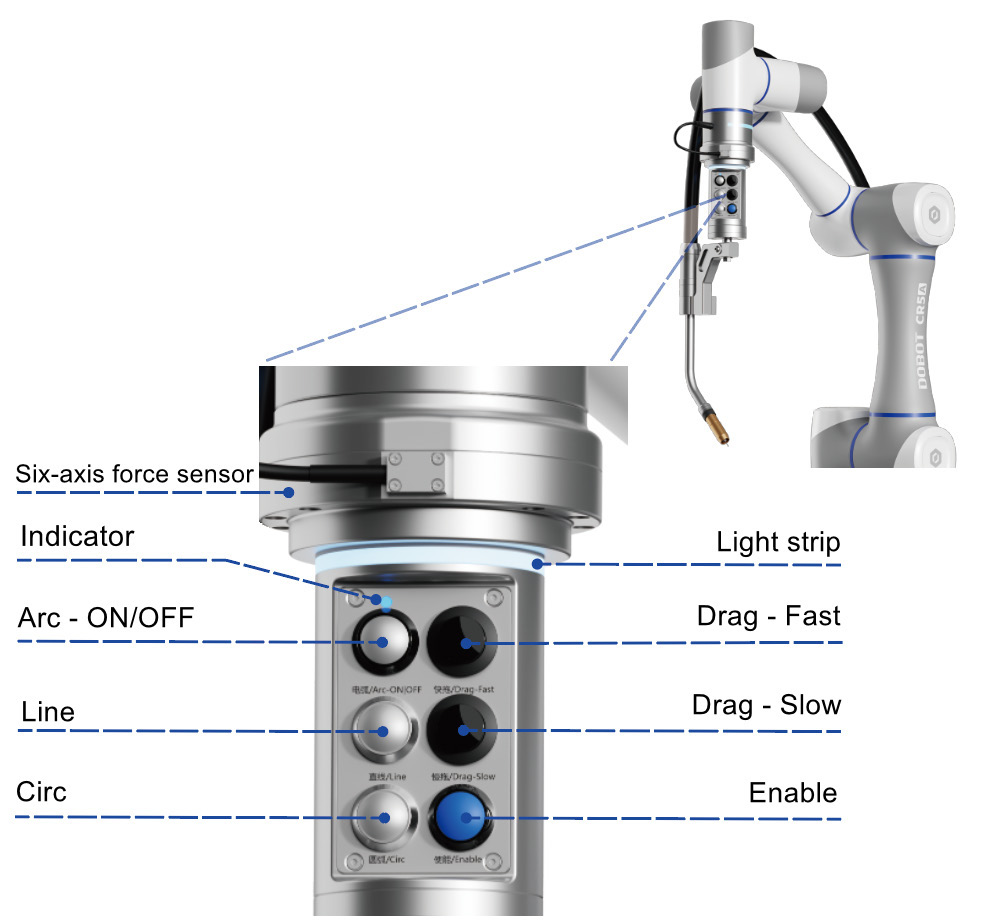 DOBOT CR5A
Six-axis force sensor
Indicator
Light strip
Arc - ON/OFF
Drag - Fast
电弧/Arc-ON|OFF
快拖/Drag-Fast
Line
Drag - Slow
直线/Line
慢拖/Drag-Slow
Circ
Enable
圆弧/Circ
使能/Enable